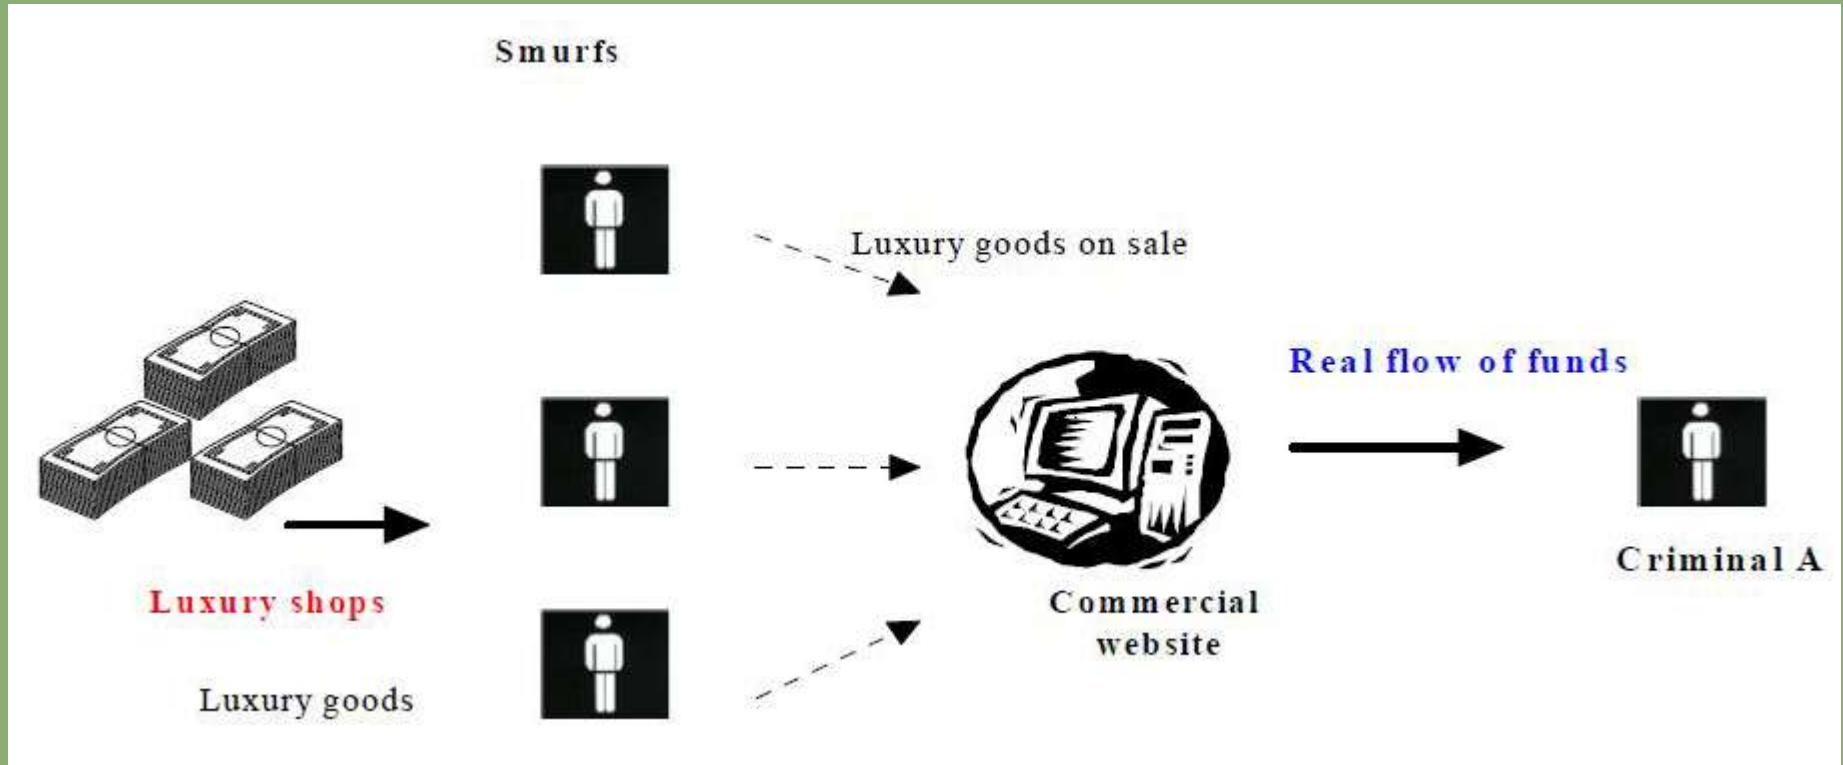 Smurfs
Luxury goods on sale
Real flow of funds
Criminal A
Luxury shops
Commercial
website
Luxury goods